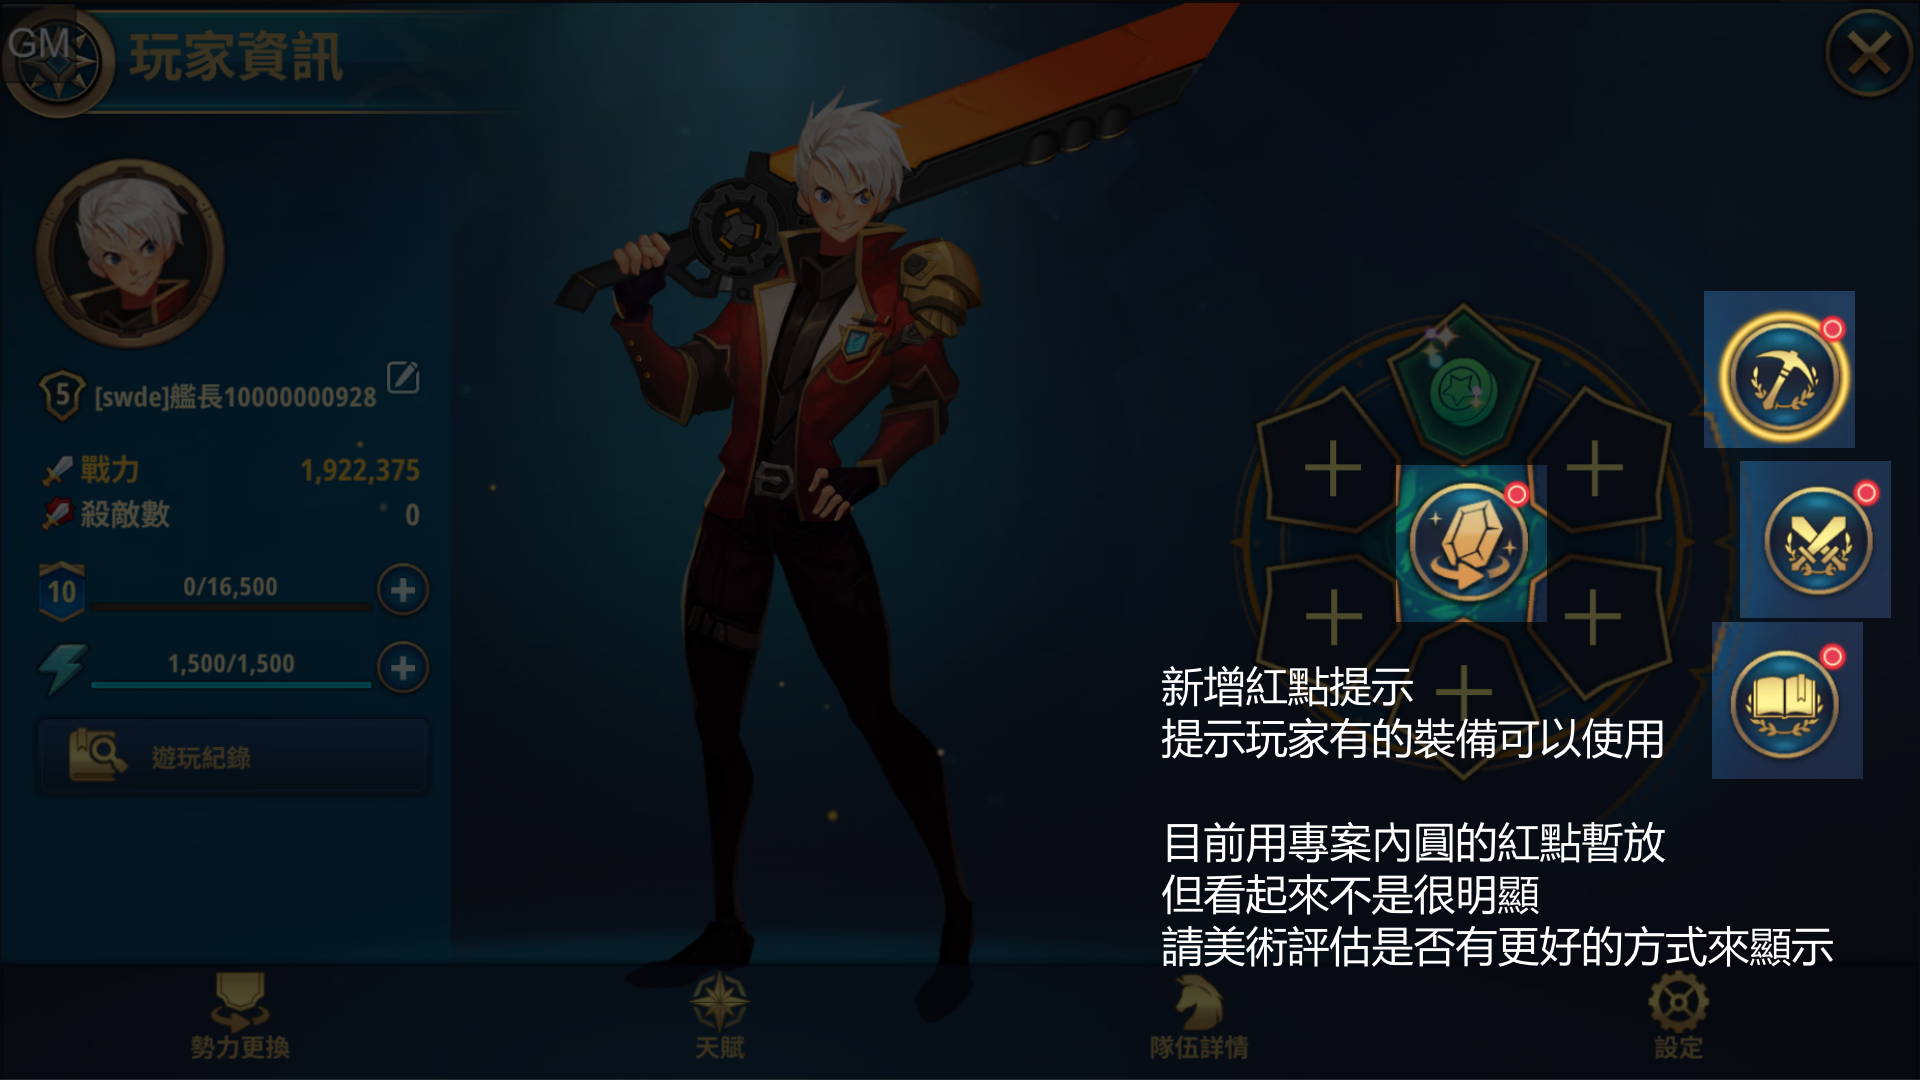 GM
玩家資訊
5
[swde]艦長10000000928
戰力 1,922,375
殺敵數 0
10
0/16,500
1,500/1,500
遊玩紀錄
新增紅點提示
提示玩家有的裝備可以使用
目前用專案內圓的紅點暫放
但看起來不是很明顯
請美術評估是否有更好的方式來顯示
勢力更換
天賦
隊伍詳情
設定